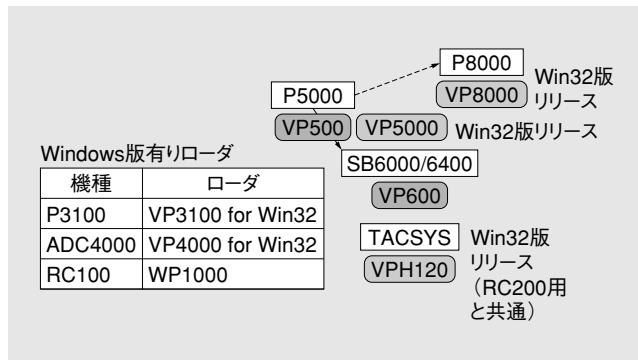 P8000
VP8000
Win32版
リリース
P5000
VP500
VP5000
Win32版リリース
SB6000/6400
VP600
TACSYS
VPH120
Win32版
リリース
(RC200用
と共通)
Windows版有りローダ
機種 ローダ
P3100 VP3100 for Win32
ADC4000 VP4000 for Win32
RC100 WP1000